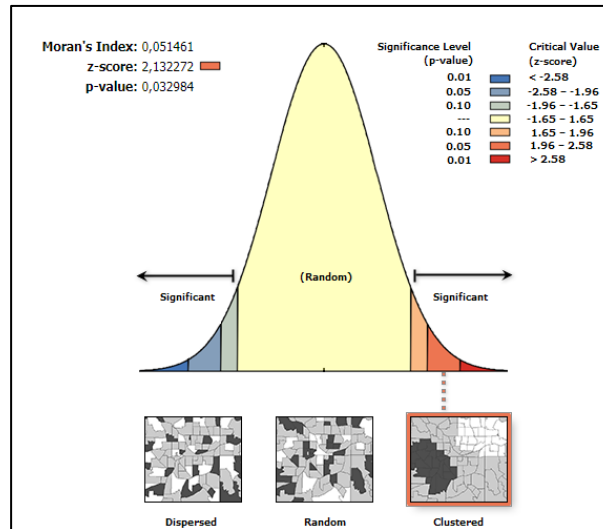 Moran's Index: 0,051461
z-score: 2,132272
p-value: 0,032984
Significance Level
(p-value)
Critical Value
(z-score)
0.01 < -2.58
0.05 -2.58 – -1.96
0.10 -1.96 – -1.65
--- -1.65 – 1.65
0.10 1.65 – 1.96
0.05 1.96 – 2.58
0.01 > 2.58
(Random)
Significant Significant
Dispersed Random Clustered